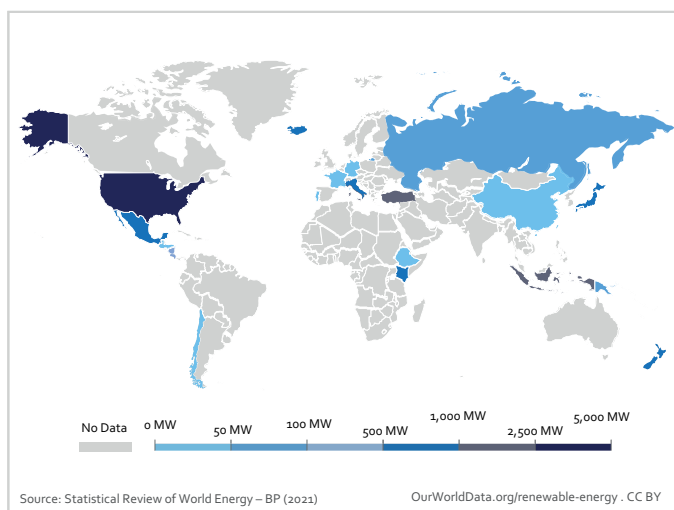 No Data
0 MW
50 MW
100 MW
500 MW
1,000 MW
2,500 MW
5,000 MW
Source: Statistical Review of World Energy – BP (2021)
OurWorldData.org/renewable-energy . CC BY